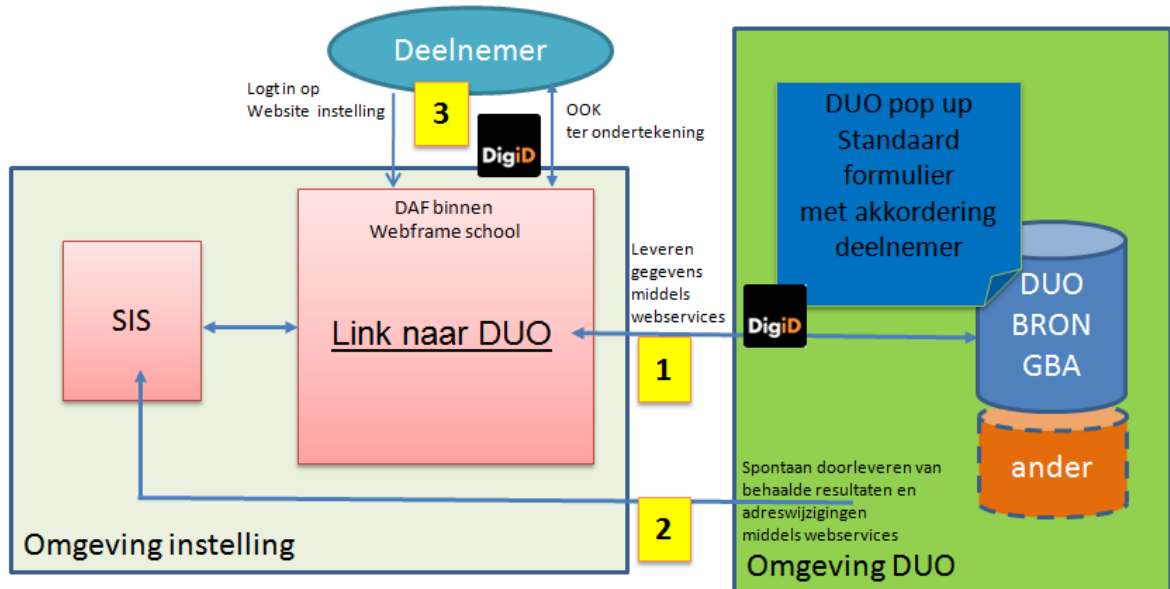 Deelnemer
Logt in op
Website instelling
3
OOK
ter ondertekening
DigiD
DAF binnen
Webframe school
SIS
Link naar DUO
Leveren
gegevens
middels
webservices
1
DigiD
DUO pop up
Standaard
formulier
met akkordering
deelnemer
DUO
BRON
GBA
ander
Spontaan doorleveren van
behaalde resultaten en
adreswijzigingen
middels webservices
2
Omgeving instelling
Omgeving DUO